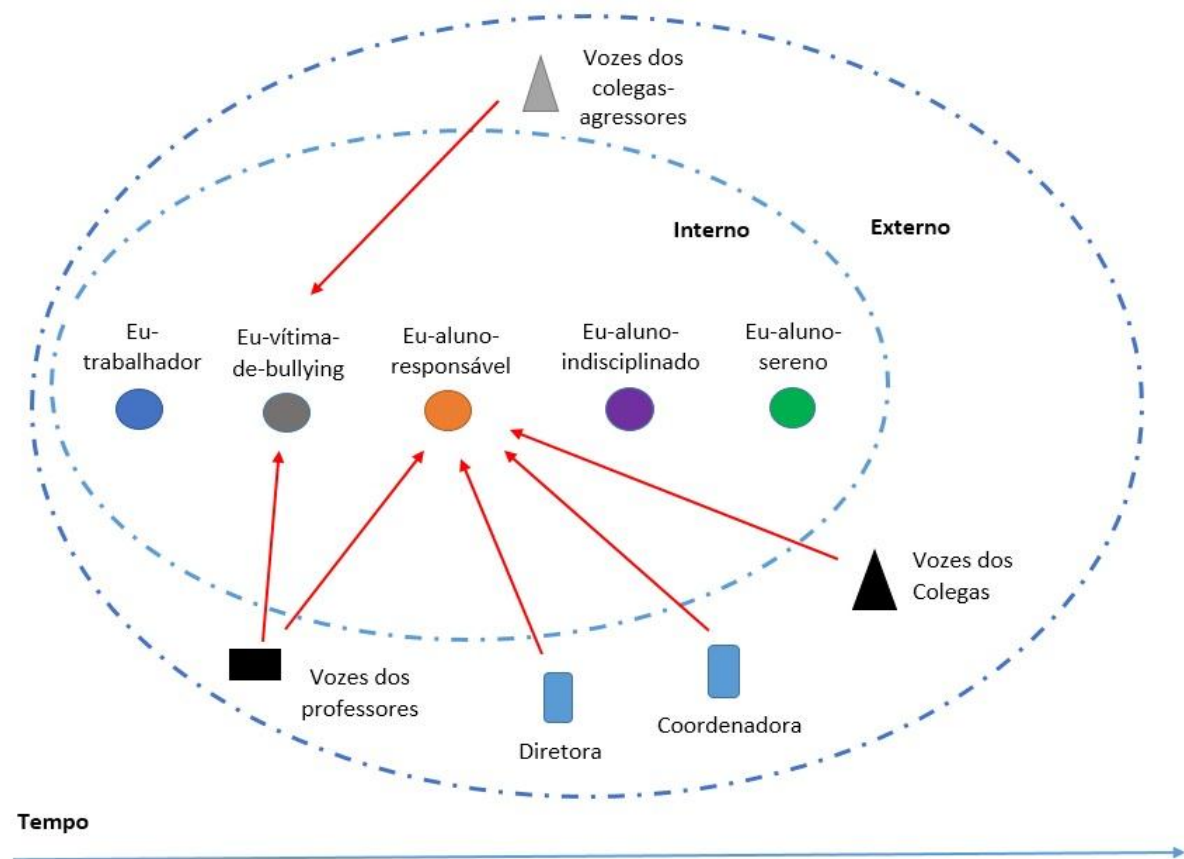 Vozes dos
colegas-
agressores
Interno
Externo
Eu-
trabalhador
Eu-vítima-
de-bullying
Eu-aluno-
responsável
Eu-aluno-
indisciplinado
Eu-aluno-
sereno
Vozes dos
Colegas
Vozes dos
professores
Diretora
Coordenadora
Tempo